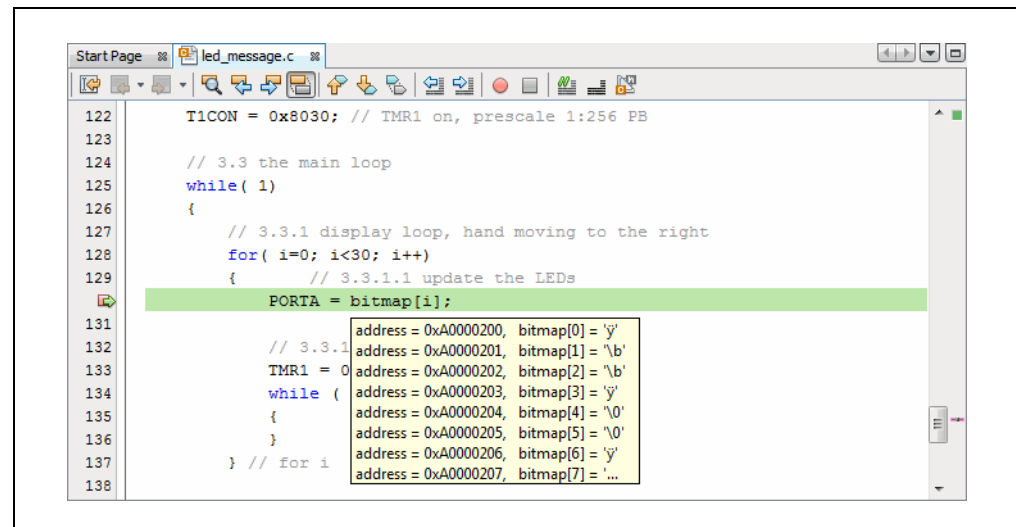 Start Page led_message.c
122 T1CON = 0x8030; // TMR1 on, prescale 1:256 PB
123
124 // 3.3 the main loop
125 while( 1)
126 {
127 // 3.3.1 display loop, hand moving to the right
128 for( i=0; i<30; i++)
129 { // 3.3.1.1 update the LEDs
PORTA = bitmap[i];
131
address = 0xA0000200, bitmap[0] = 'ÿ'
132 // 3.3.1 address = 0xA0000201, bitmap[1] = '\b'
133 TMR1 = 0 address = 0xA0000202, bitmap[2] = '\b'
134 while ( address = 0xA0000203, bitmap[3] = 'ÿ'
135 { address = 0xA0000204, bitmap[4] = '\0'
136 } address = 0xA0000205, bitmap[5] = '\0'
137 } // for i address = 0xA0000206, bitmap[6] = 'ÿ'
138 address = 0xA0000207, bitmap[7] = '...